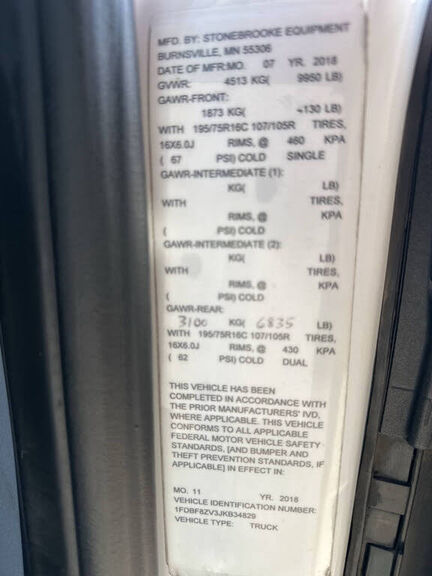 MFD. BY: STONEBROOKE EQUIPMENT
BURNSVILLE, MN 55306
DATE OF MFR:MO. 07 YR. 2018
GVWR: 4513 KG( 9950 LB)
GAWR-FRONT:
1873 KG( 4130 LB)
WITH 195/75R16C 107/105R TIRES,
16X6.0J RIMS, @ 460 KPA
( 67 PSI) COLD SINGLE
GAWR-INTERMEDIATE (1):
KG( LB)
WITH TIRES,
RIMS, @ KPA
( PSI) COLD
GAWR-INTERMEDIATE (2):
KG( LB)
WITH TIRES,
RIMS, @ KPA
( PSI) COLD
GAWR-REAR:
3100 KG( 6835 LB)
WITH 195/75R16C 107/105R TIRES,
16X6.0J RIMS, @ 430 KPA
( 62 PSI) COLD DUAL
THIS VEHICLE HAS BEEN
COMPLETED IN ACCORDANCE WITH
THE PRIOR MANUFACTURERS' IVD,
WHERE APPLICABLE. THIS VEHICLE
CONFORMS TO ALL APPLICABLE
FEDERAL MOTOR VEHICLE SAFETY
STANDARDS, [AND BUMPER AND
THEFT PREVENTION STANDARDS, IF
APPLICABLE] IN EFFECT IN:
MO. 11 YR. 2018
VEHICLE IDENTIFICATION NUMBER:
1FDBF8ZV3JKB34829
VEHICLE TYPE: TRUCK